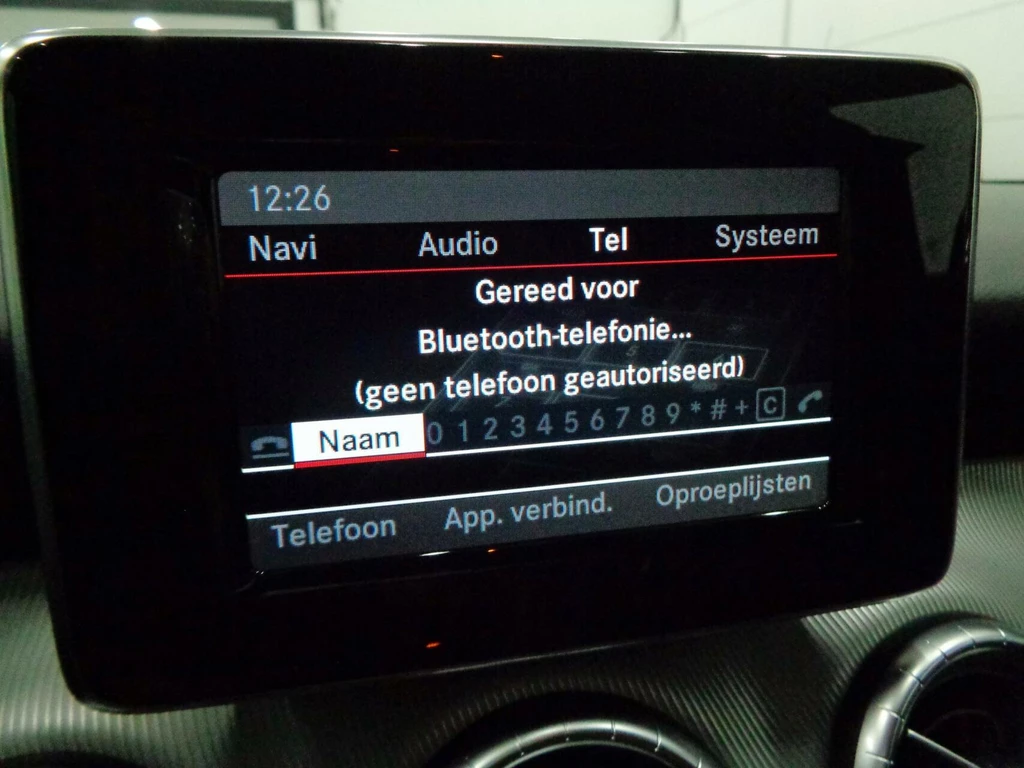 12:26
Navi Audio Tel Systeem
Gereed voor
Bluetooth-telefonie...
(geen telefoon geautoriseerd)
Naam 0 1 2 3 4 5 6 7 8 9 * # + C
Telefoon App. verbind. Oproeplijsten